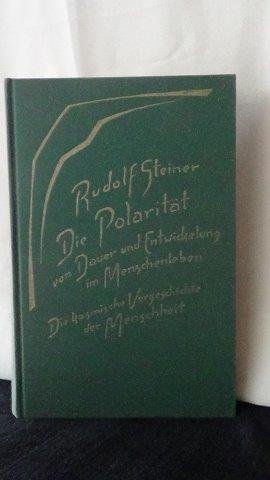 Rudolf Steiner
Die Polarität
von Dauer und Entwickelung
im Menschenleben
Die kosmische Vorgeschichte
der Menschheit